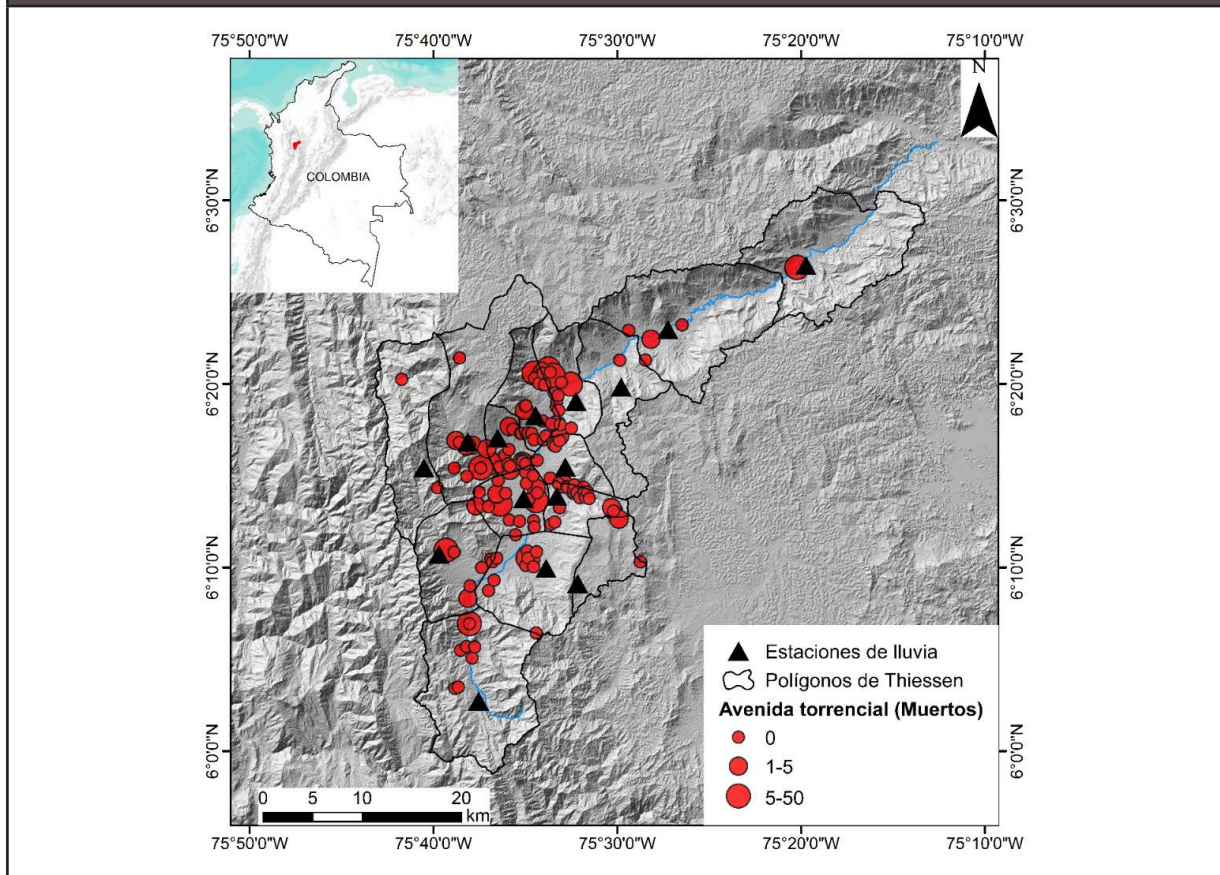 75°50'0"W 75°40'0"W 75°30'0"W 75°20'0"W 75°10'0"W
N
COLOMBIA
6°30'0"N 6°30'0"N
6°20'0"N 6°20'0"N
6°10'0"N 6°10'0"N
6°0'0"N 6°0'0"N
Estaciones de lluvia
Polígonos de Thiessen
Avenida torrencial (Muertos)
0
1-5
5-50
0 5 10 20
km
75°50'0"W 75°40'0"W 75°30'0"W 75°20'0"W 75°10'0"W